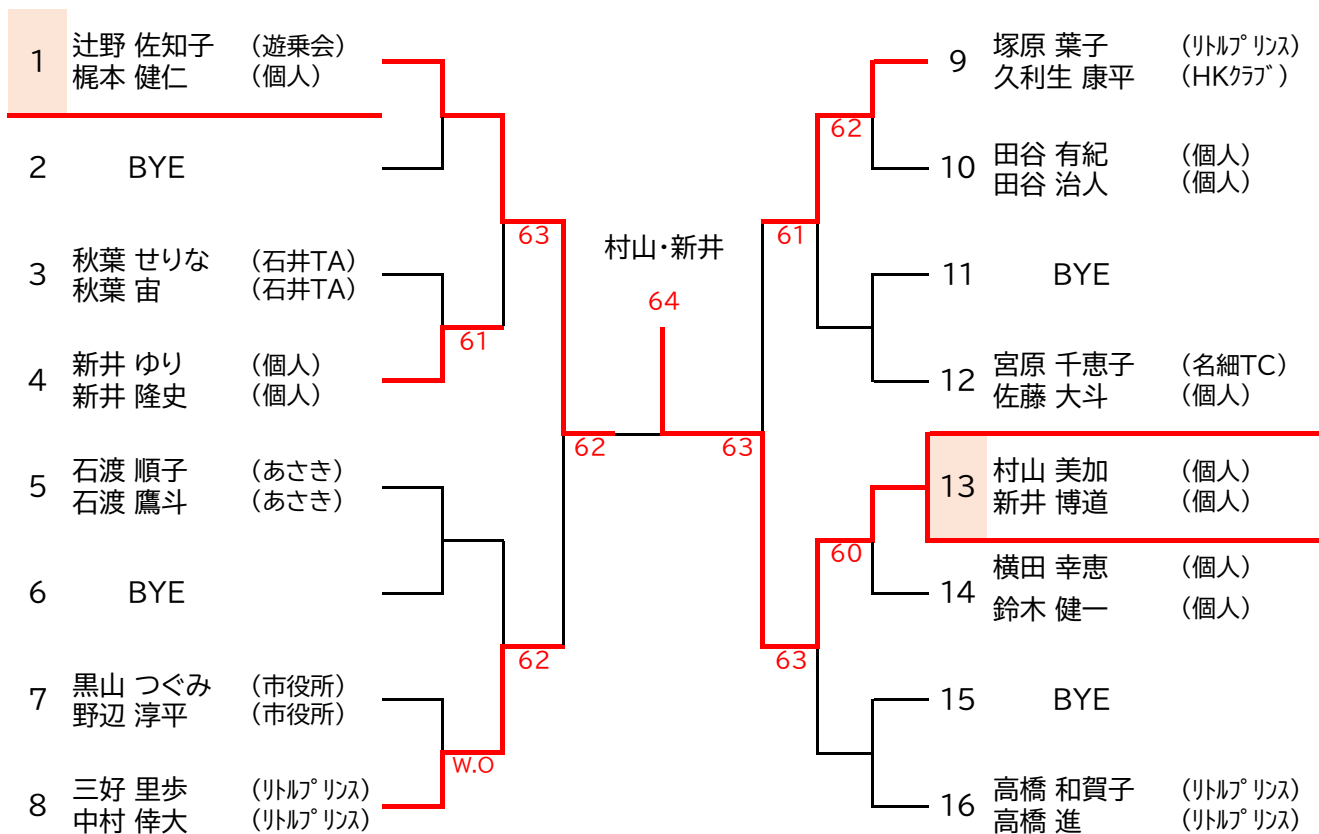 1 辻野 佐知子 (遊乗会)
梶本 健仁 (個人)
2 BYE
3 秋葉 せりな (石井TA)
秋葉 宙 (石井TA)
4 新井 ゆり (個人)
新井 隆史 (個人)
5 石渡 順子 (あさき)
石渡 鷹斗 (あさき)
6 BYE
7 黒山 つぐみ (市役所)
野辺 淳平 (市役所)
8 三好 里歩 (ﾘﾄﾙﾌﾟﾘﾝｽ)
中村 倖大 (ﾘﾄﾙﾌﾟﾘﾝｽ)
63
61
62
62
W.O
村山・新井
64
63
62
61
60
63
9 塚原 葉子 (ﾘﾄﾙﾌﾟﾘﾝｽ)
久利生 康平 (HKｸﾗﾌﾞ)
10 田谷 有紀 (個人)
田谷 治人 (個人)
11 BYE
12 宮原 千恵子 (名細TC)
佐藤 大斗 (個人)
13 村山 美加 (個人)
新井 博道 (個人)
14 横田 幸恵 (個人)
鈴木 健一 (個人)
15 BYE
16 高橋 和賀子 (ﾘﾄﾙﾌﾟﾘﾝｽ)
高橋 進 (ﾘﾄﾙﾌﾟﾘﾝｽ)